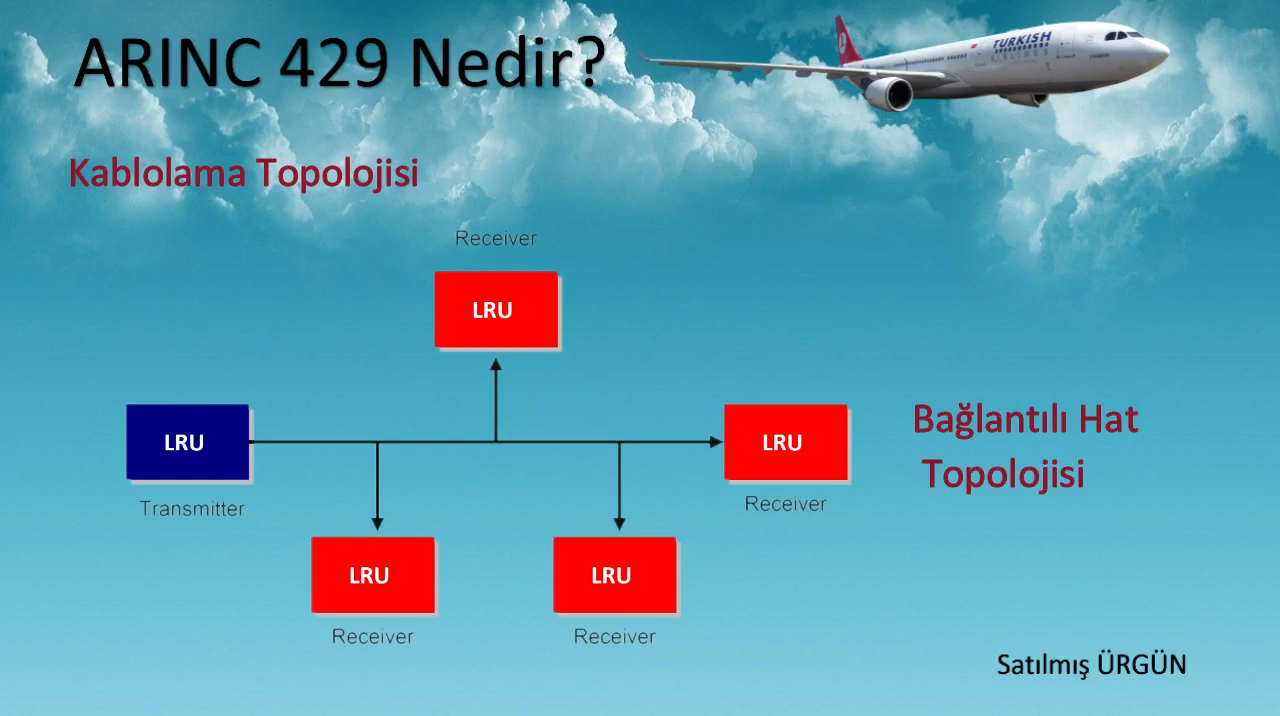 ARINC 429 Nedir?
TURKISH
AIRLINES
Kablolama Topolojisi
Receiver
LRU
LRU
LRU
Bağlantılı Hat
Topolojisi
Transmitter
Receiver
LRU
LRU
Receiver
Receiver
Satılmış ÜRGÜN